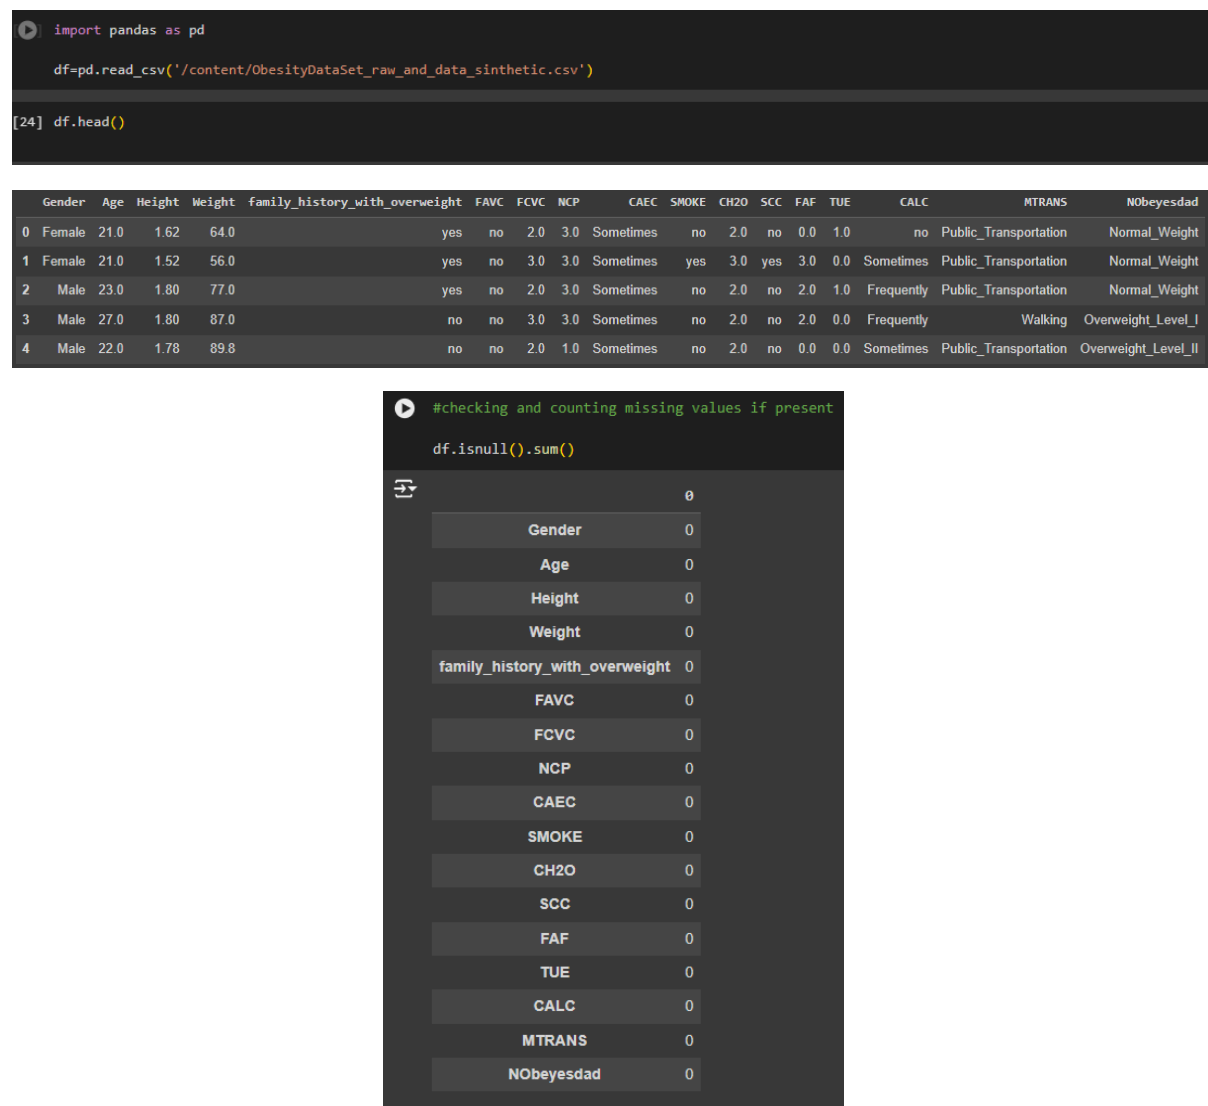 import pandas as pd
df=pd.read_csv('/content/ObesityDataSet_raw_and_data_sinthetic.csv')
[24] df.head()
Gender Age Height Weight family_history_with_overweight FAVC FCVC NCP CAEC SMOKE CH2O SCC FAF TUE CALC MTRANS NObeyesdad
0 Female 21.0 1.62 64.0 yes no 2.0 3.0 Sometimes no 2.0 no 0.0 1.0 no Public_Transportation Normal_Weight
1 Female 21.0 1.52 56.0 yes no 3.0 3.0 Sometimes yes 3.0 yes 3.0 0.0 Sometimes Public_Transportation Normal_Weight
2 Male 23.0 1.80 77.0 yes no 2.0 3.0 Sometimes no 2.0 no 2.0 1.0 Frequently Public_Transportation Normal_Weight
3 Male 27.0 1.80 87.0 no no 3.0 3.0 Sometimes no 2.0 no 2.0 0.0 Frequently Walking Overweight_Level_I
4 Male 22.0 1.78 89.8 no no 2.0 1.0 Sometimes no 2.0 no 0.0 0.0 Sometimes Public_Transportation Overweight_Level_II
#checking and counting missing values if present
df.isnull().sum()
0
Gender 0
Age 0
Height 0
Weight 0
family_history_with_overweight 0
FAVC 0
FCVC 0
NCP 0
CAEC 0
SMOKE 0
CH2O 0
SCC 0
FAF 0
TUE 0
CALC 0
MTRANS 0
NObeyesdad 0